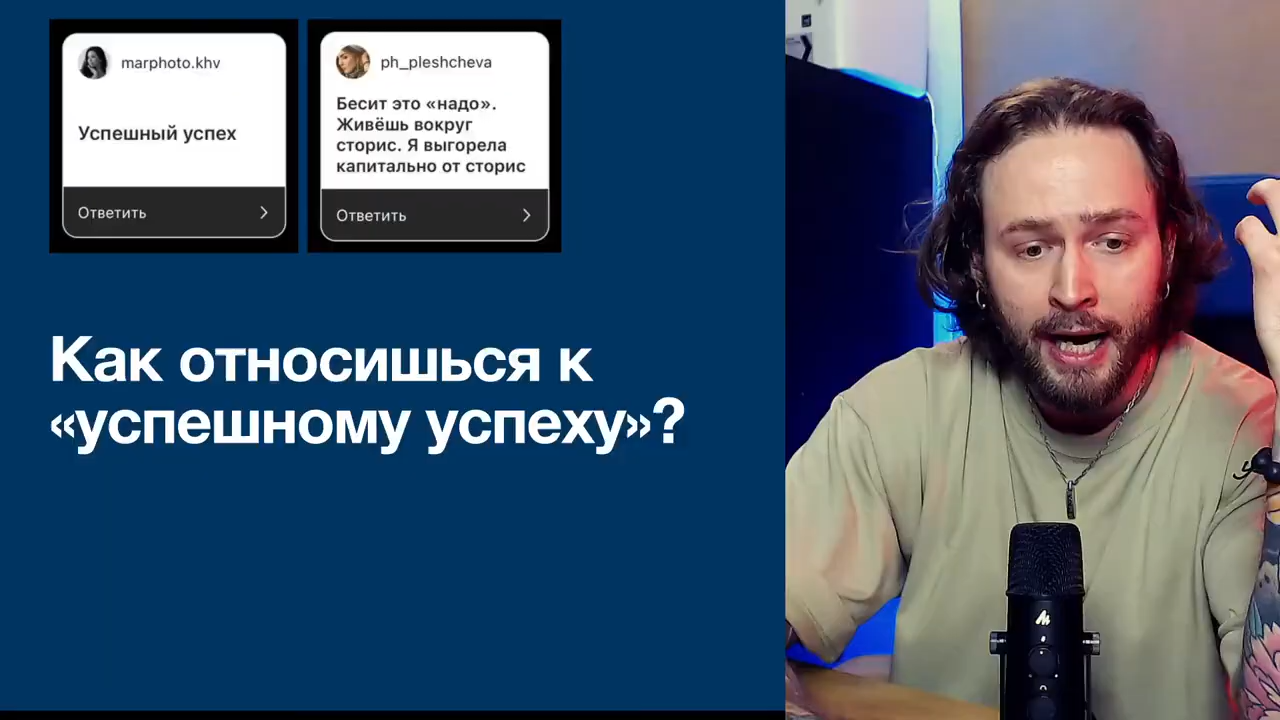 marphoto.khv
Успешный успех
Ответить
ph_pleshcheva
Бесит это «надо».
Живёшь вокруг
сторис. Я выгорела
капитально от сторис
Ответить
Как относишься к
«успешному успеху»?